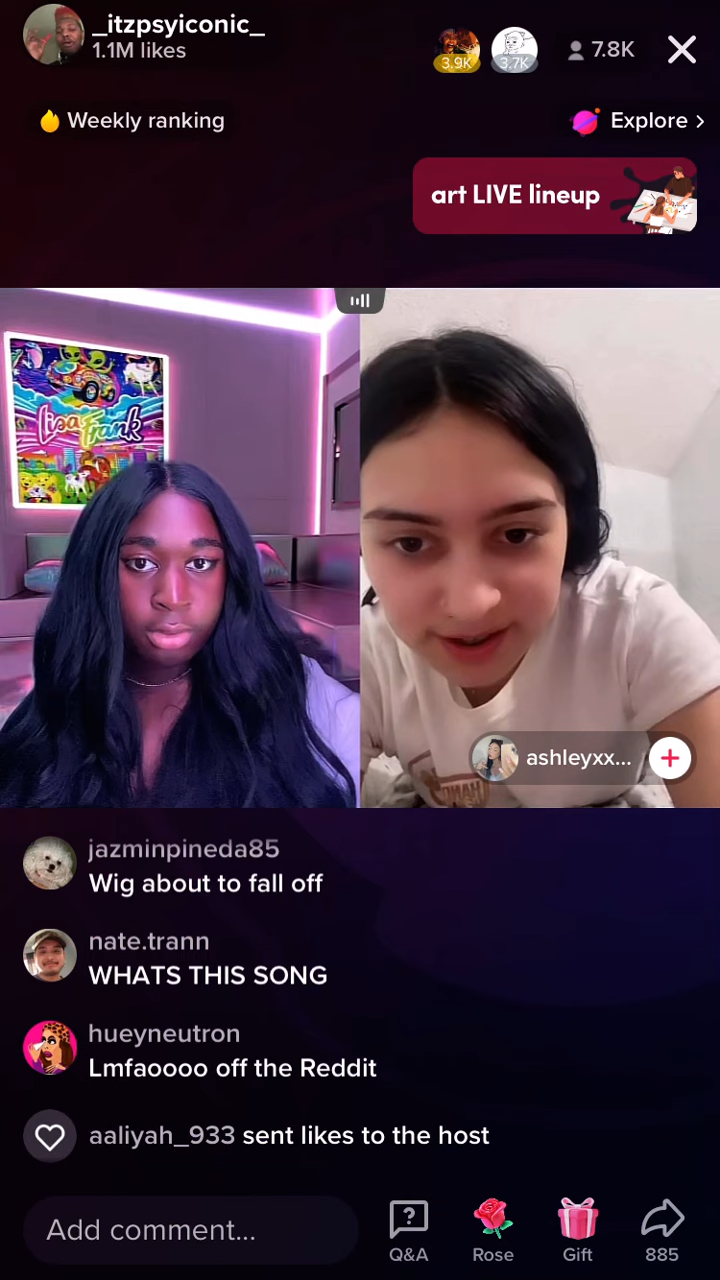 _itzpsyiconic_
1.1M likes
3.9K
3.7K
7.8K
Weekly ranking
Explore
art LIVE lineup
Lisa Frank
ashleyxx...
jazminpineda85
Wig about to fall off
nate.trann
WHATS THIS SONG
hueyneutron
Lmfaoooo off the Reddit
aaliyah_933 sent likes to the host
Add comment...
Q&A
Rose
Gift
885